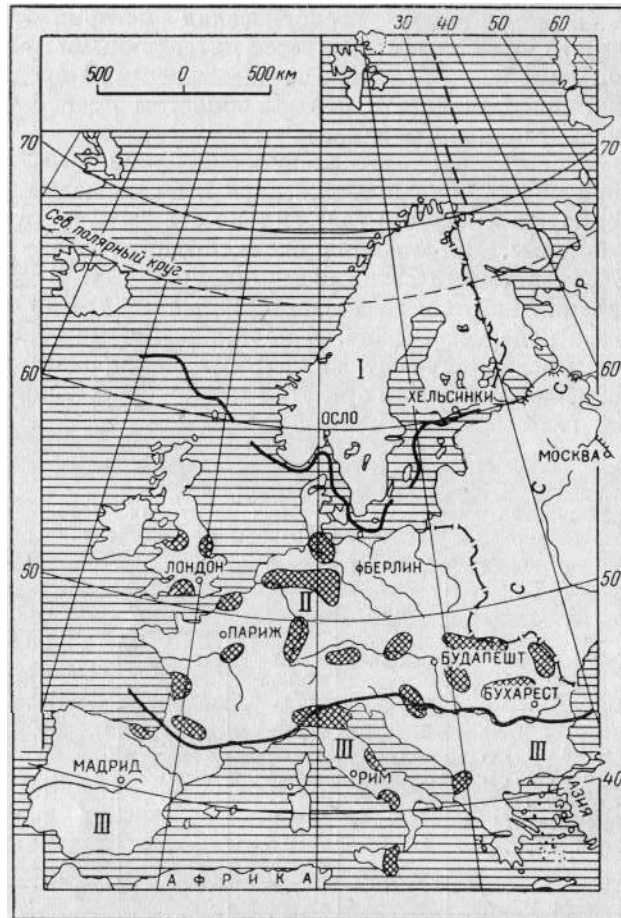 30 40 50 60
500 0 500 км
70 70
Сев. полярный круг
60 60
I
ХЕЛЬСИНКИ
ОСЛО
С
МОСКВА
Р
С
50 50
ЛОНДОН
БЕРЛИН
II
С
ПАРИЖ
БУДАПЕШТ
БУХАРЕСТ
III III
МАДРИД
РИМ
40
АЗИЯ
III
АФРИКА